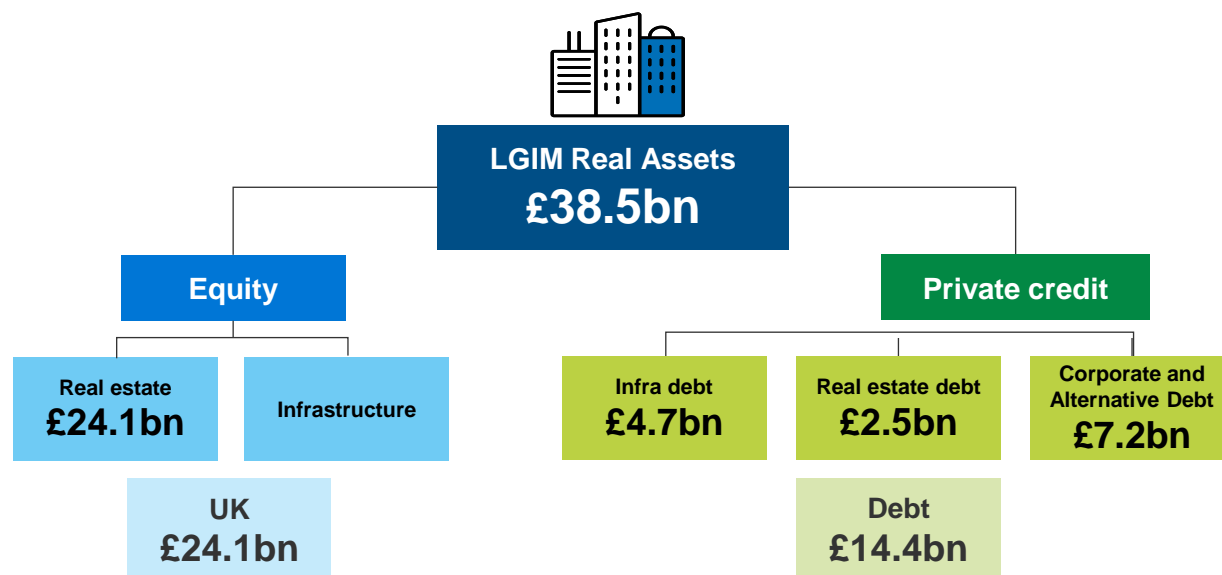 LGIM Real Assets
£38.5bn
Equity
Private credit
Real estate
£24.1bn
Infrastructure
Infra debt
£4.7bn
Real estate debt
£2.5bn
Corporate and
Alternative Debt
£7.2bn
UK
£24.1bn
Debt
£14.4bn